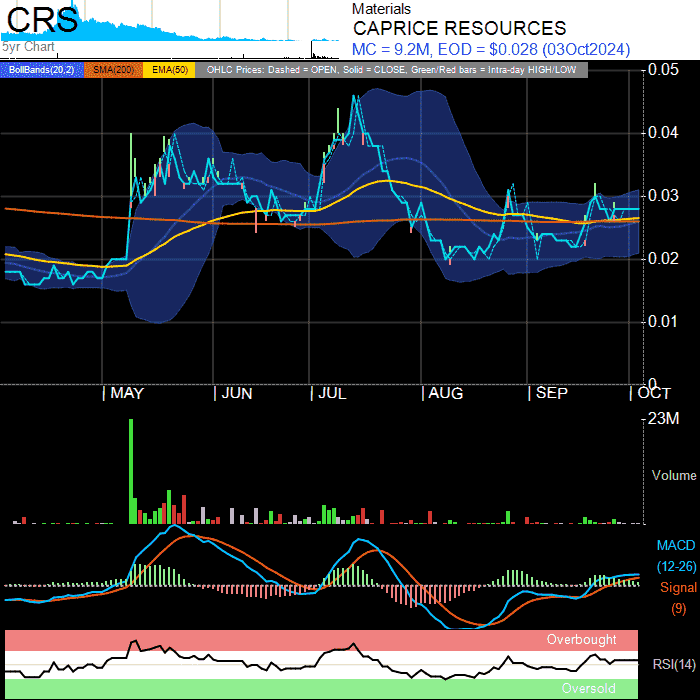 CRS
5yr Chart
Materials
CAPRICE RESOURCES
MC = 9.2M, EOD = $0.028 (03Oct2024)
BollBands(20,2) SMA(200) EMA(50) OHLC Prices: Dashed = OPEN, Solid = CLOSE, Green/Red bars = Intra-day HIGH/LOW
0.05
0.04
0.03
0.02
0.01
0
MAY JUN JUL AUG SEP OCT
23M
Volume
MACD
(12-26)
Signal
(9)
Overbought
RSI(14)
Oversold